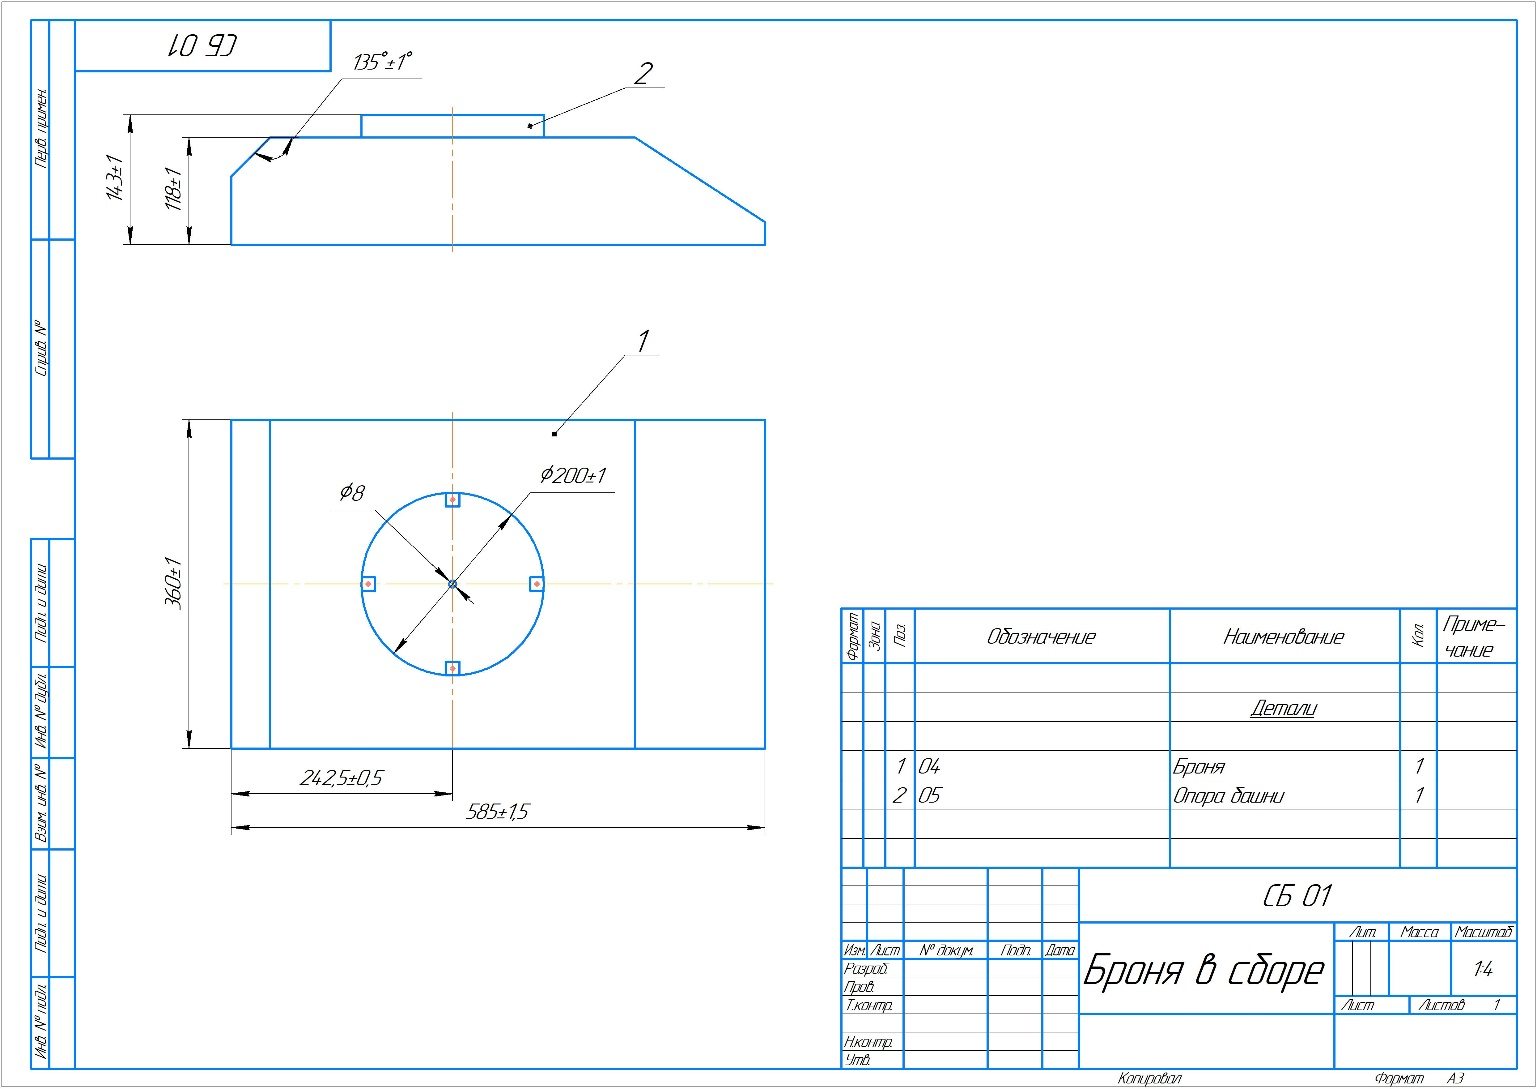 СБ 01
Перв. примен.
Справ. №
Подп. и дата
Инв. № дубл.
Взам. инв. №
Подп. и дата
Инв. № подл.
135°±1°
2
143±1
118±1
1
⌀200±1
⌀8
360±1
242,5±0,5
585±1,5
Формат Зона Поз. Обозначение Наименование Кол. Приме-
чание
Детали
1 04 Броня 1
2 05 Опора башни 1
СБ 01
Лит. Масса Масштаб
Изм. Лист № докум. Подп. Дата
Разраб.
Пров.
Т.контр.
Н.контр.
Утв.
Броня в сборе
1:4
Лист Листов 1
Копировал Формат А3